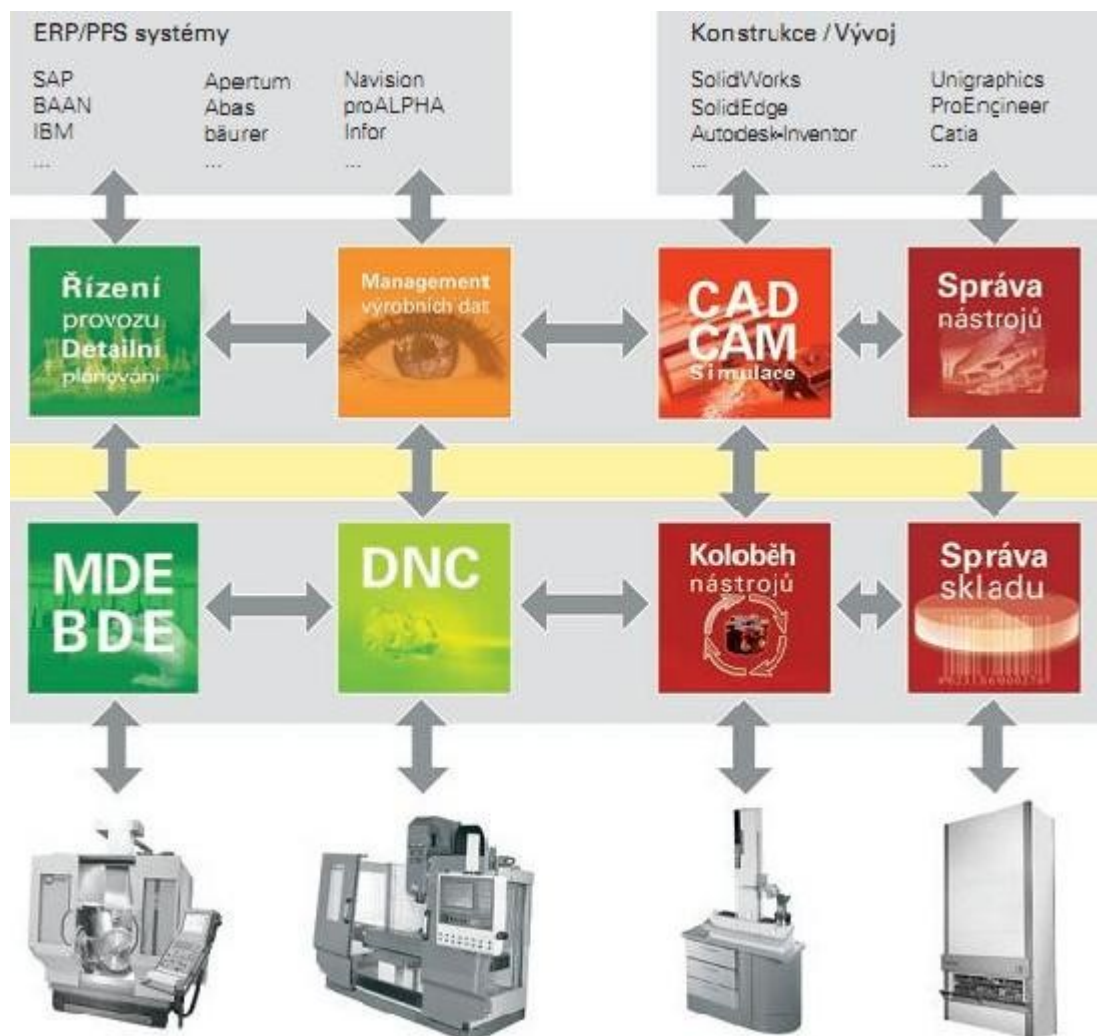 ERP/PPS systémy
SAP
BAAN
IBM
...
Apertum
Abas
bäurer
...
Navision
proALPHA
Infor
...
Konstrukce / Vývoj
SolidWorks
SolidEdge
Autodesk-Inventor
...
Unigraphics
ProEngineer
Catia
...
Řízení
provozu
Detailní
plánování
Management
výrobních dat
CAD
CAM
Simulace
Správa
nástrojů
MDE
BDE
DNC
Koloběh
nástrojů
Správa
skladu